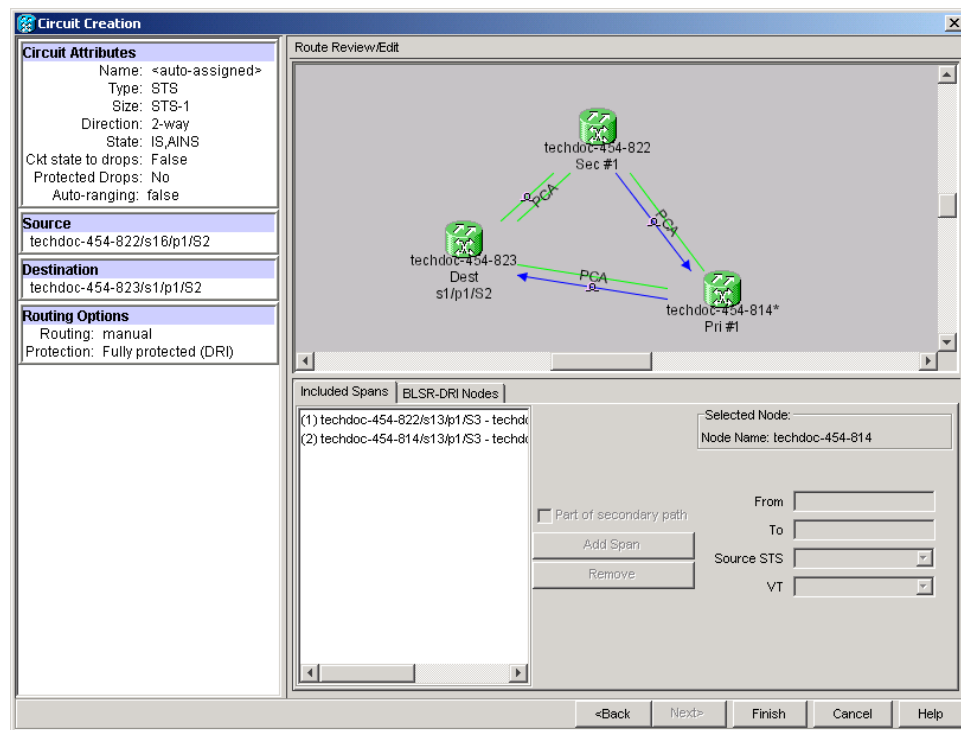 Circuit Creation
Circuit Attributes
Name: <auto-assigned>
Type: STS
Size: STS-1
Direction: 2-way
State: IS,AINS
Ckt state to drops: False
Protected Drops: No
Auto-ranging: false
Source
techdoc-454-822/s16/p1/S2
Destination
techdoc-454-823/s1/p1/S2
Routing Options
Routing: manual
Protection: Fully protected (DRI)
Route Review/Edit
techdoc-454-822
Sec #1
PCA
PCA
techdoc-454-823
Dest
s1/p1/S2
PCA
techdoc-454-814*
Pri #1
Included Spans
BLSR-DRI Nodes
(1) techdoc-454-822/s13/p1/S3 - techdo
(2) techdoc-454-814/s13/p1/S3 - techdo
Selected Node:
Node Name: techdoc-454-814
Part of secondary path
Add Span
Remove
From
To
Source STS
VT
<Back
Next>
Finish
Cancel
Help